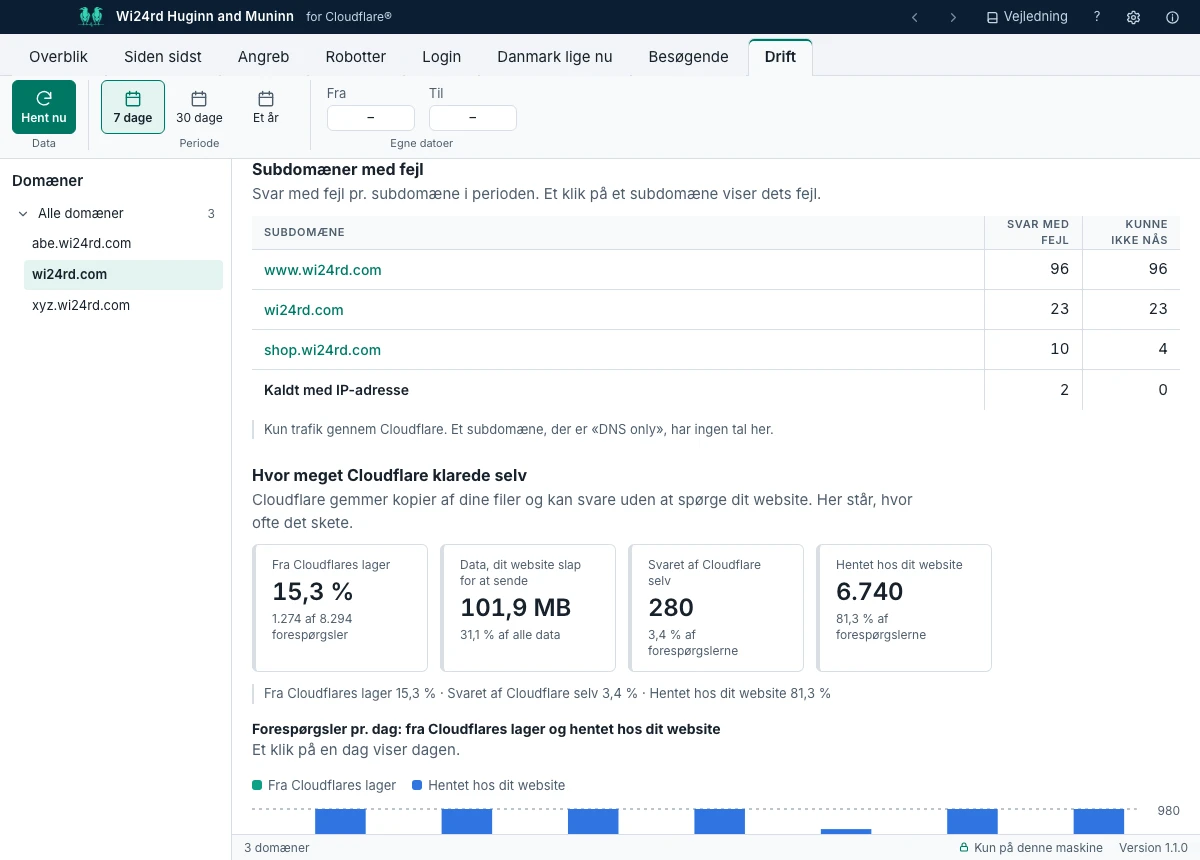 Wi24rd Huginn and Muninn for Cloudflare®
Vejledning ?
Overblik Siden sidst Angreb Robotter Login Danmark lige nu Besøgende Drift
Hent nu
Data
7 dage 30 dage Et år
Periode
Fra Til
– –
Egne datoer
Domæner
Alle domæner 3
abe.wi24rd.com
wi24rd.com
xyz.wi24rd.com
Subdomæner med fejl
Svar med fejl pr. subdomæne i perioden. Et klik på et subdomæne viser dets fejl.
SUBDOMÆNE SVAR MED FEJL KUNNE IKKE NÅS
www.wi24rd.com 96 96
wi24rd.com 23 23
shop.wi24rd.com 10 4
Kaldt med IP-adresse 2 0
Kun trafik gennem Cloudflare. Et subdomæne, der er «DNS only», har ingen tal her.
Hvor meget Cloudflare klarede selv
Cloudflare gemmer kopier af dine filer og kan svare uden at spørge dit website. Her står, hvor
ofte det skete.
Fra Cloudflares lager
15,3 %
1.274 af 8.294
forespørgsler
Data, dit website slap
for at sende
101,9 MB
31,1 % af alle data
Svaret af Cloudflare
selv
280
3,4 % af
forespørgslerne
Hentet hos dit website
6.740
81,3 % af
forespørgslerne
Fra Cloudflares lager 15,3 % · Svaret af Cloudflare selv 3,4 % · Hentet hos dit website 81,3 %
Forespørgsler pr. dag: fra Cloudflares lager og hentet hos dit website
Et klik på en dag viser dagen.
Fra Cloudflares lager Hentet hos dit website
980
3 domæner Kun på denne maskine Version 1.1.0